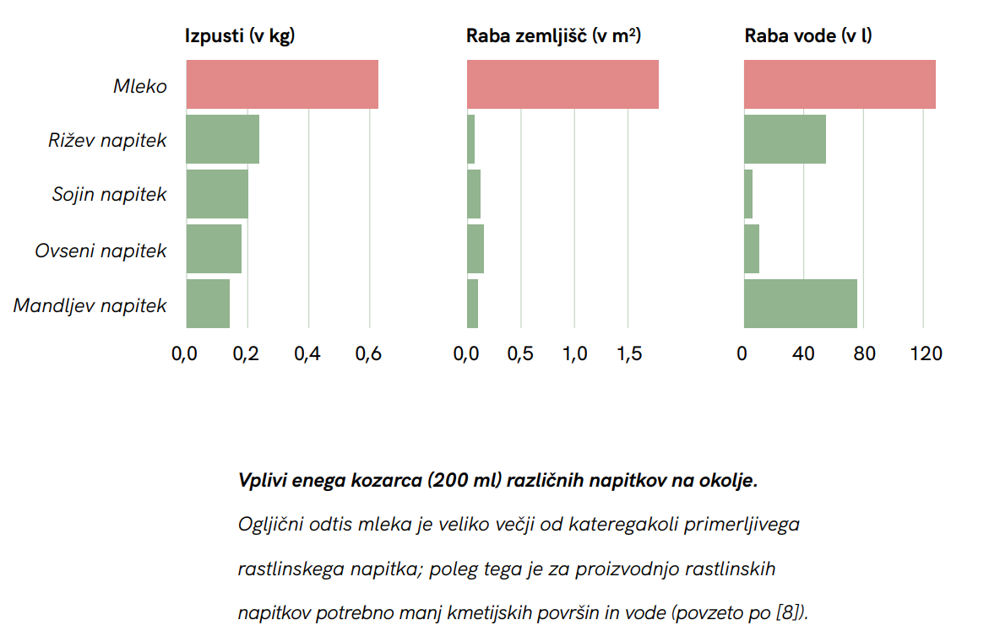 Izpusti (v kg)
Raba zemljišč (v m²)
Raba vode (v l)
Mleko
Rižev napitek
Sojin napitek
Ovseni napitek
Mandljev napitek
0,0 0,2 0,4 0,6
0,0 0,5 1,0 1,5
0 40 80 120
Vplivi enega kozarca (200 ml) različnih napitkov na okolje.
Ogljični odtis mleka je veliko večji od kateregakoli primerljivega
rastlinskega napitka; poleg tega je za proizvodnjo rastlinskih
napitkov potrebno manj kmetijskih površin in vode (povzeto po [8]).